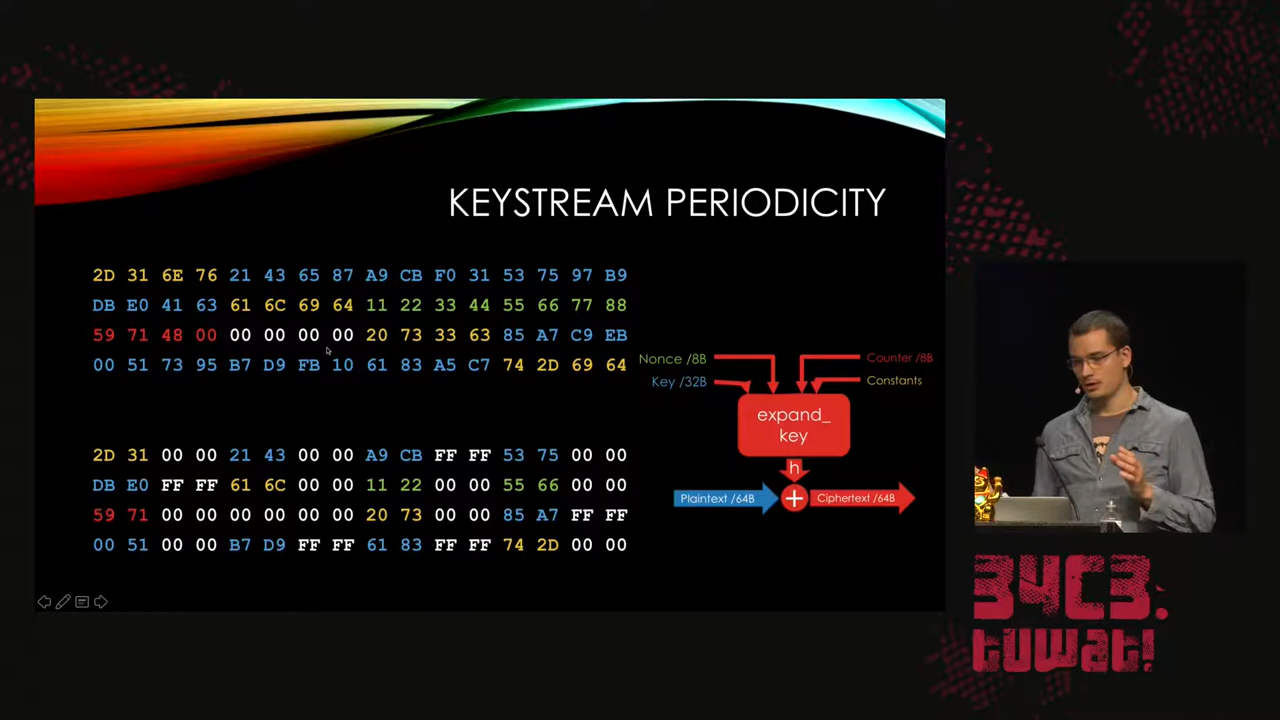 KEYSTREAM PERIODICITY
2D 31 6E 76 21 43 65 87 A9 CB F0 31 53 75 97 B9
DB E0 41 63 61 6C 69 64 11 22 33 44 55 66 77 88
59 71 48 00 00 00 00 00 20 73 33 63 85 A7 C9 EB
00 51 73 95 B7 D9 FB 10 61 83 A5 C7 74 2D 69 64
2D 31 00 00 21 43 00 00 A9 CB FF FF 53 75 00 00
DB E0 FF FF 61 6C 00 00 11 22 00 00 55 66 00 00
59 71 00 00 00 00 00 00 20 73 00 00 85 A7 FF FF
00 51 00 00 B7 D9 FF FF 61 83 FF FF 74 2D 00 00
Nonce /8B
Counter /8B
Key /32B
Constants
expand_
key
h
Plaintext /64B
+
Ciphertext /64B
34C3.
tuwat!